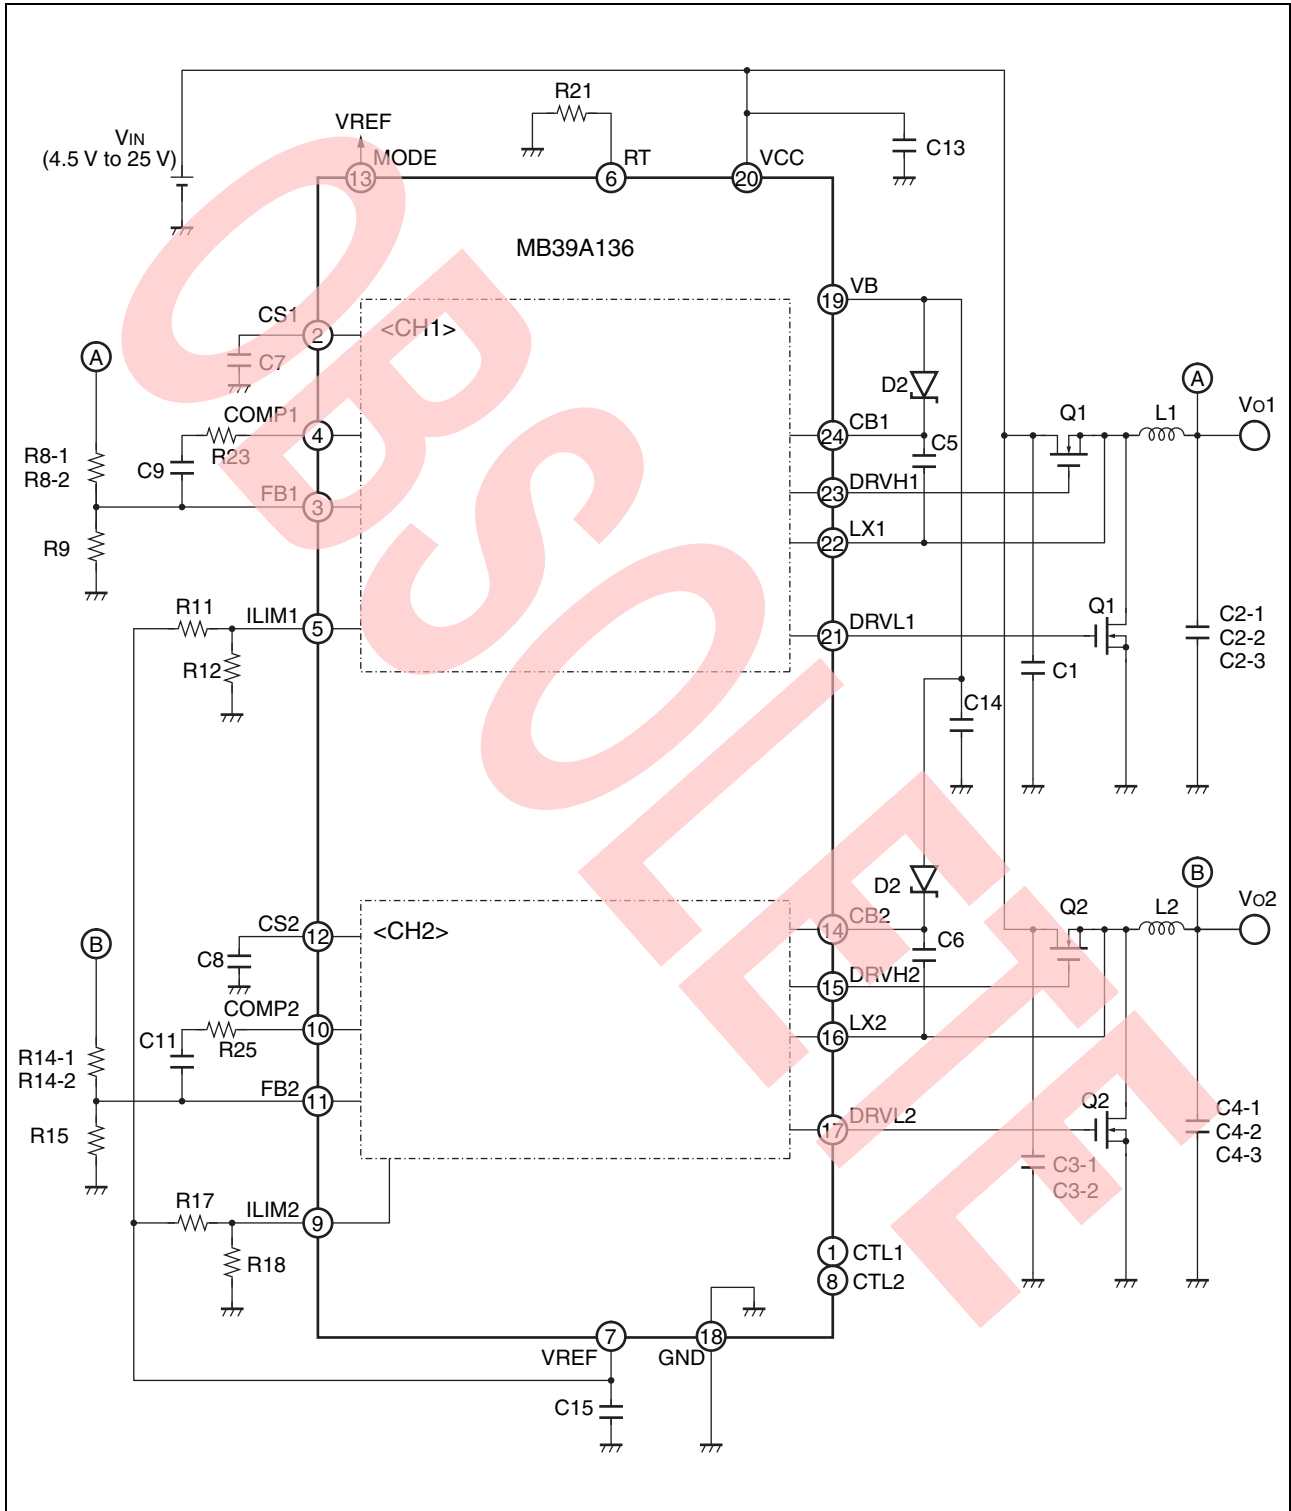 R21
VREF
VIN
(4.5 V to 25 V)
MODE
RT
VCC
C13
13
6
20
MB39A136
VB
19
CS1
2
<CH1>
A
C7
D2
A
COMP1
4
CB1
24
Q1
L1
VO1
R8-1
R8-2
C9
R23
C5
FB1
3
DRVH1
23
R9
LX1
22
R11
ILIM1
5
DRVL1
21
Q1
C2-1
C2-2
C2-3
R12
C1
C14
B
D2
CS2
12
<CH2>
CB2
14
Q2
L2
VO2
B
C8
C6
COMP2
10
DRVH2
15
C11
R25
LX2
16
R14-1
R14-2
FB2
11
DRVL2
17
Q2
C4-1
C4-2
C4-3
R15
C3-1
C3-2
R17
ILIM2
9
R18
1
CTL1
8
CTL2
7
18
VREF
GND
C15
OBSOLETE